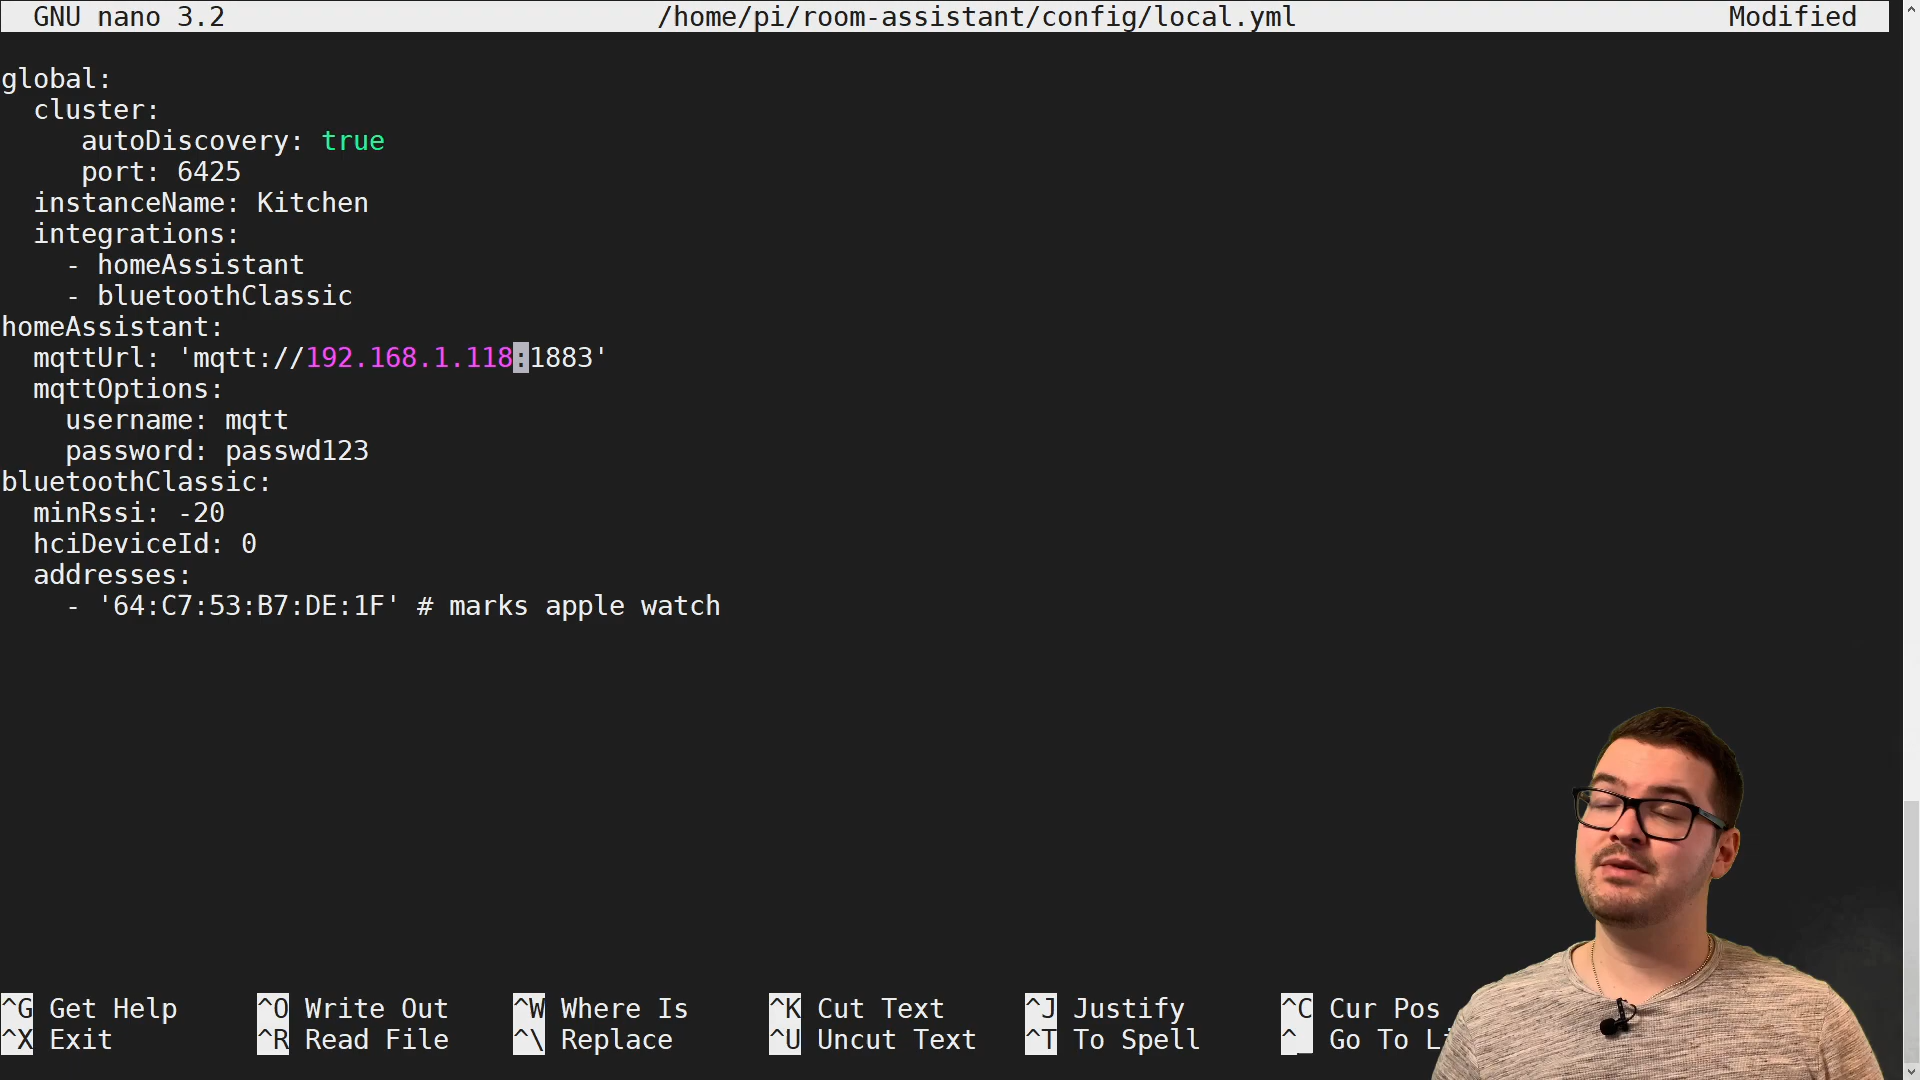 GNU nano 3.2 /home/pi/room-assistant/config/local.yml Modified
global:
cluster:
autoDiscovery: true
port: 6425
instanceName: Kitchen
integrations:
- homeAssistant
- bluetoothClassic
homeAssistant:
mqttUrl: 'mqtt://192.168.1.118:1883'
mqttOptions:
username: mqtt
password: passwd123
bluetoothClassic:
minRssi: -20
hciDeviceId: 0
addresses:
- '64:C7:53:B7:DE:1F' # marks apple watch
^G Get Help ^O Write Out ^W Where Is ^K Cut Text ^J Justify ^C Cur Pos
^X Exit ^R Read File ^\ Replace ^U Uncut Text ^T To Spell ^_ Go To